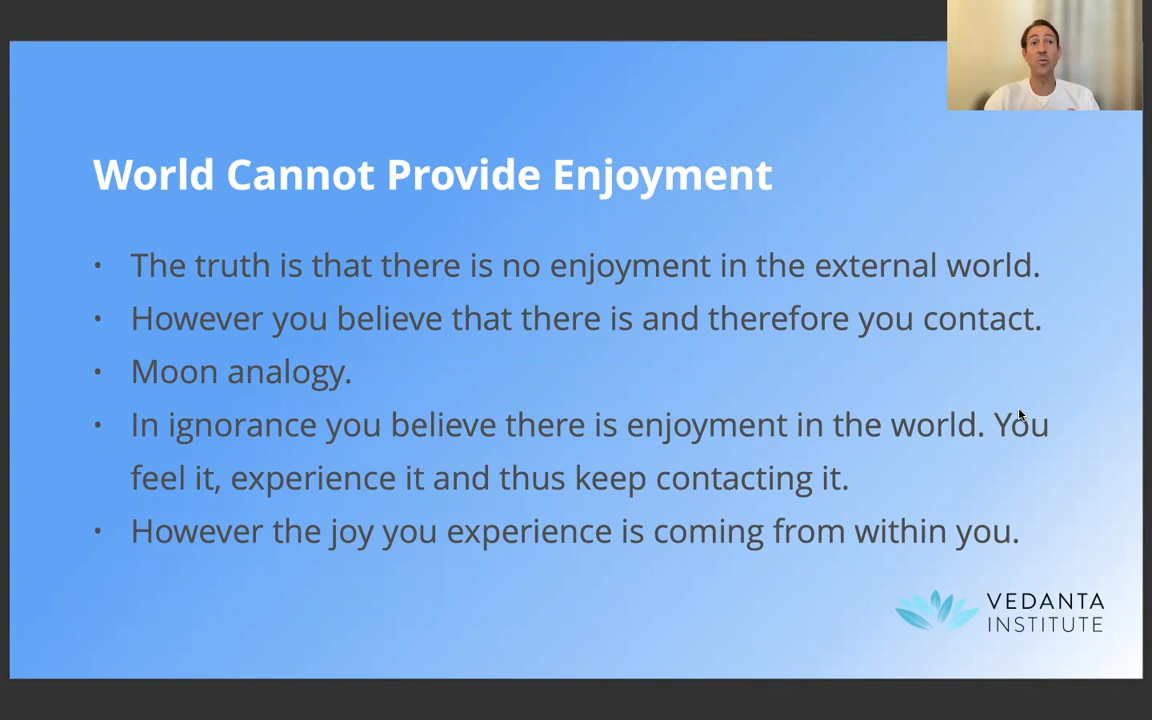 World Cannot Provide Enjoyment
• The truth is that there is no enjoyment in the external world.
• However you believe that there is and therefore you contact.
• Moon analogy.
• In ignorance you believe there is enjoyment in the world. You
feel it, experience it and thus keep contacting it.
• However the joy you experience is coming from within you.
VEDANTA
INSTITUTE